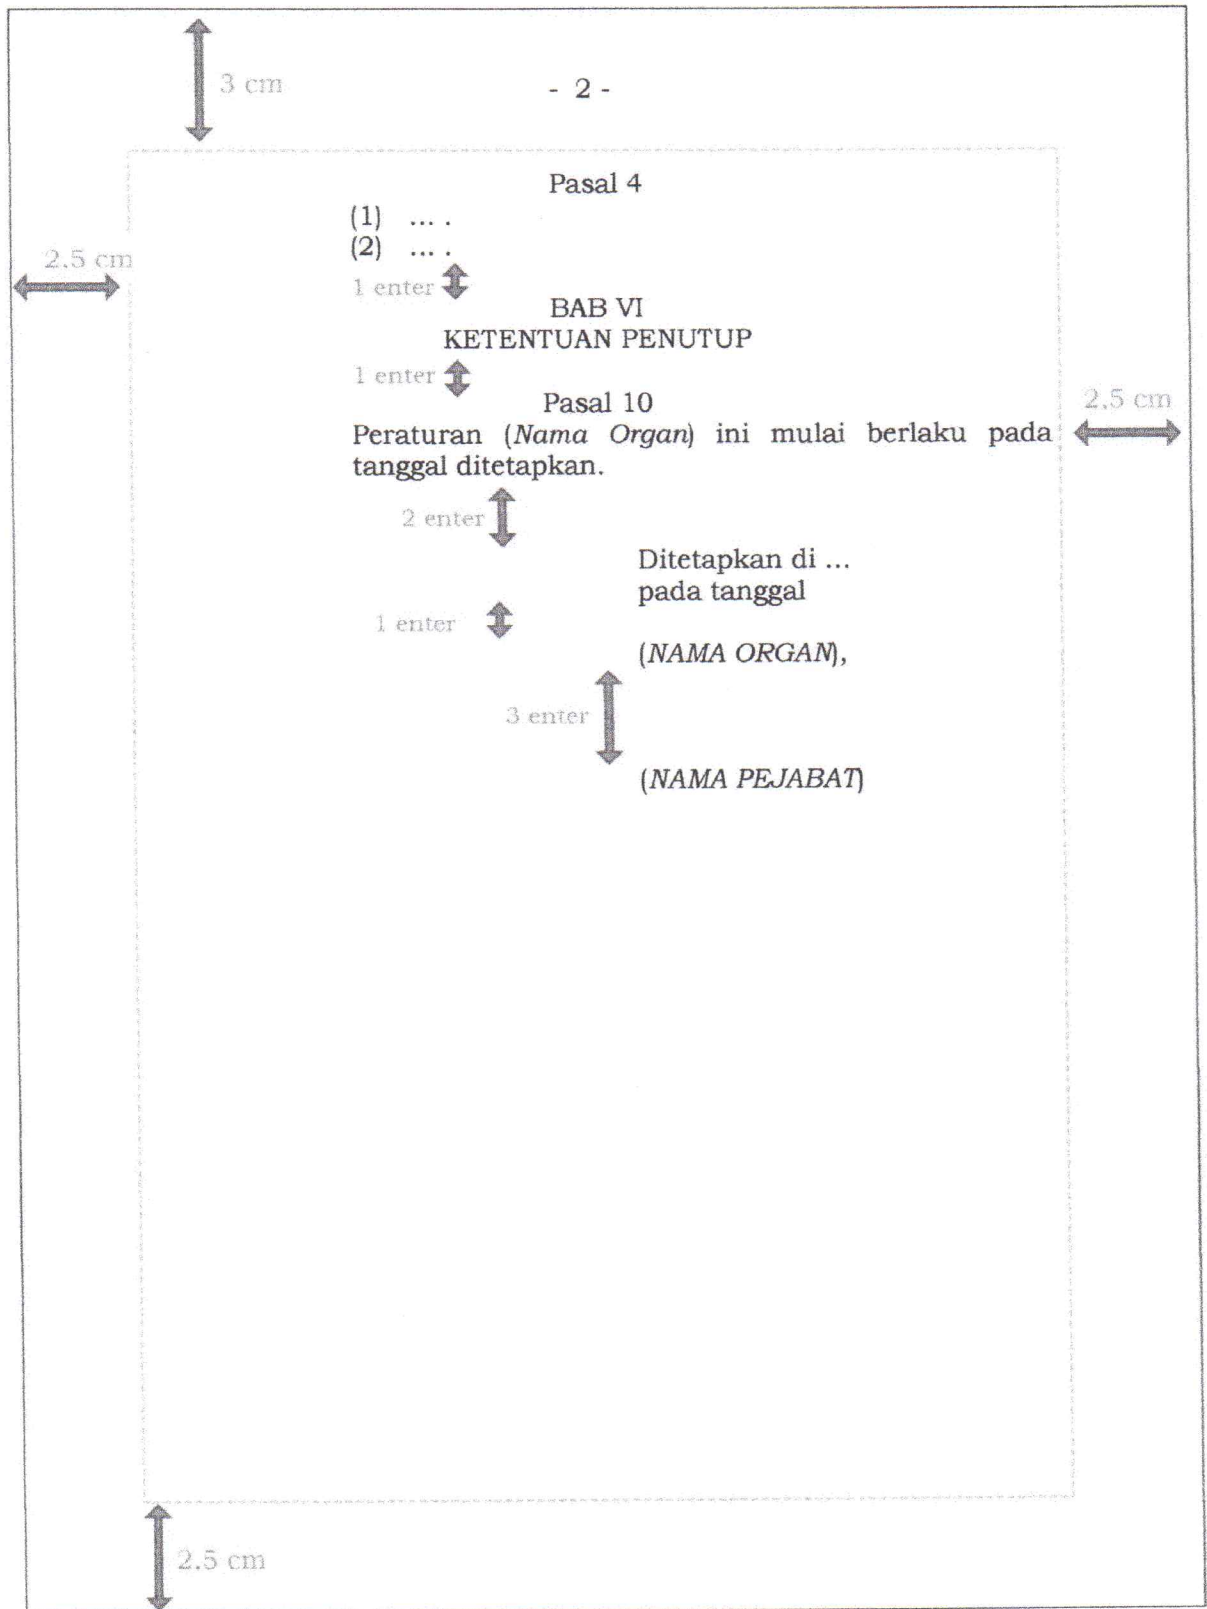 3 cm
- 2 -
Pasal 4
(1) ... .
(2) ... .
2.5 cm
1 enter
BAB VI
KETENTUAN PENUTUP
1 enter
Pasal 10
2,5 cm
Peraturan (Nama Organ) ini mulai berlaku pada
tanggal ditetapkan.
2 enter
Ditetapkan di ...
pada tanggal
1 enter
(NAMA ORGAN),
3 enter
(NAMA PEJABAT)
2.5 cm